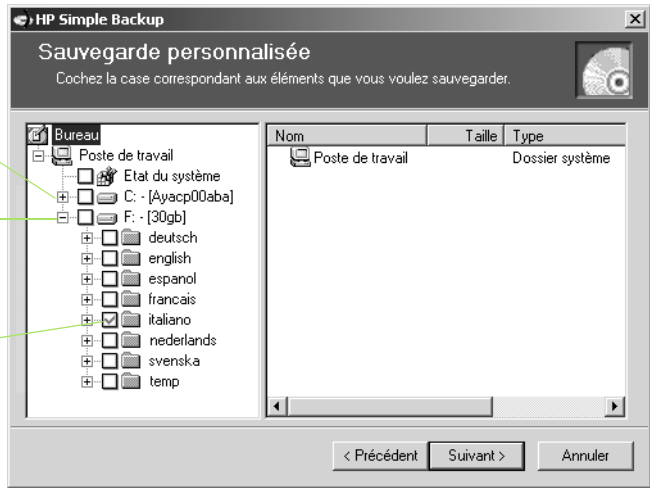 HP Simple Backup
Sauvegarde personnalisée
Cochez la case correspondant aux éléments que vous voulez sauvegarder.
Bureau
Poste de travail
Etat du système
C: - [Ayacp00aba]
F: - [30gb]
deutsch
english
espanol
francais
italiano
nederlands
svenska
temp
Nom Taille Type
Poste de travail Dossier système
< Précédent Suivant > Annuler